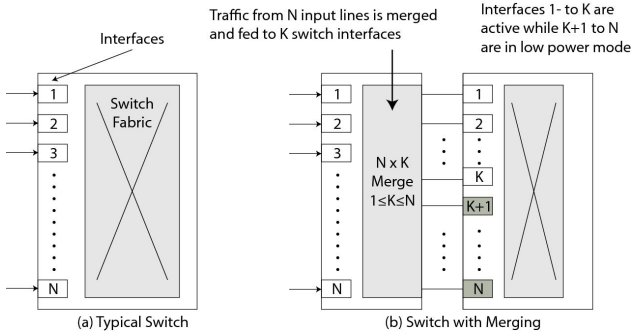 Traffic from N input lines is merged
and fed to K switch interfaces
Interfaces 1- to K are
active while K+1 to N
are in low power mode
Interfaces
1
2
3
N
Switch
Fabric
(a) Typical Switch
1
2
3
N
N x K
Merge
1≤K≤N
1
2
K
K+1
N
(b) Switch with Merging